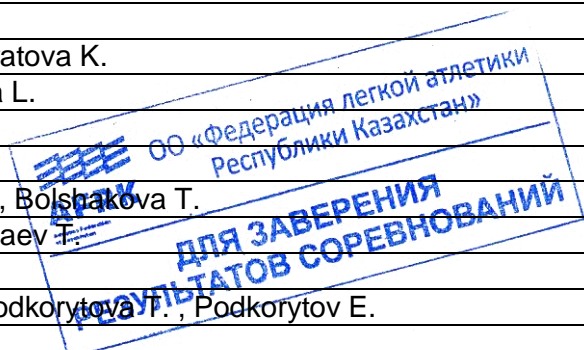 atova K.
a L.
, Bolshakova T.
aev T.
odkorytova T. , Podkorytov E.
ОО «Федерация легкой атлетики
Республики Казахстан»
ДЛЯ ЗАВЕРЕНИЯ
РЕЗУЛЬТАТОВ СОРЕВНОВАНИЙ